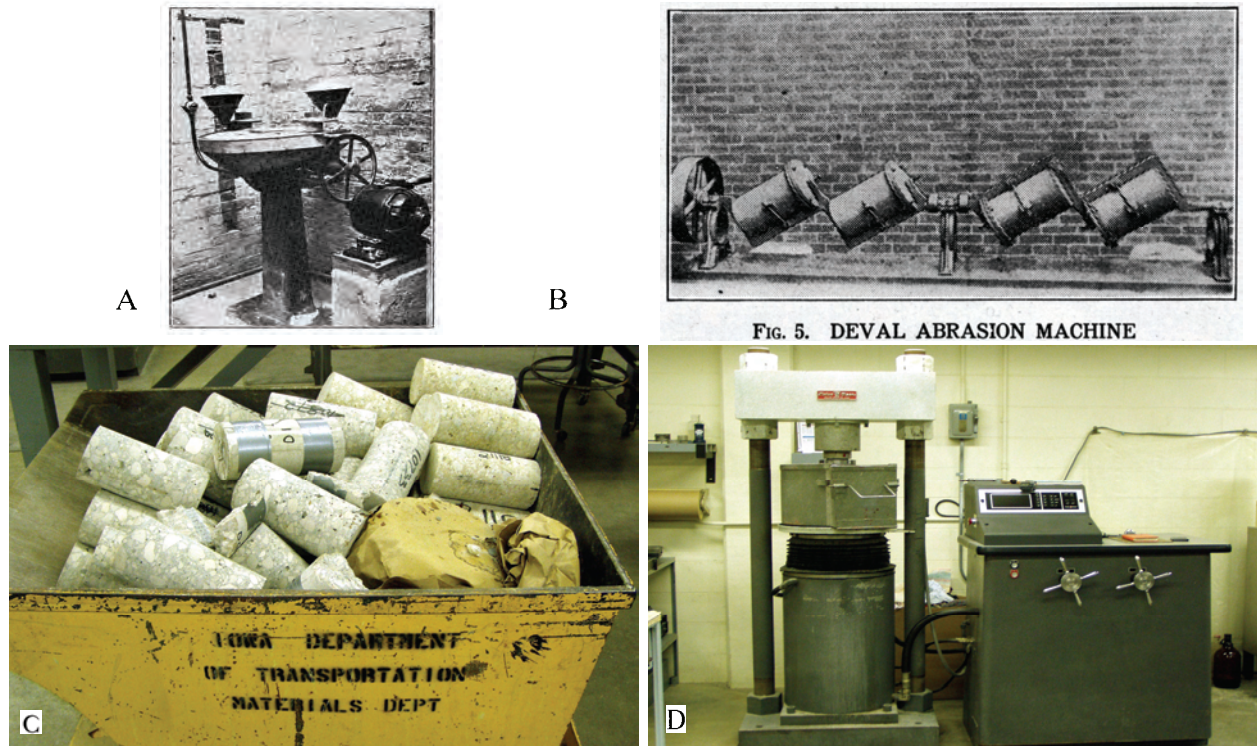 A
B
FIG. 5. DEVAL ABRASION MACHINE
IOWA DEPARTMENT
OF TRANSPORTATION
MATERIALS DEPT
C
D